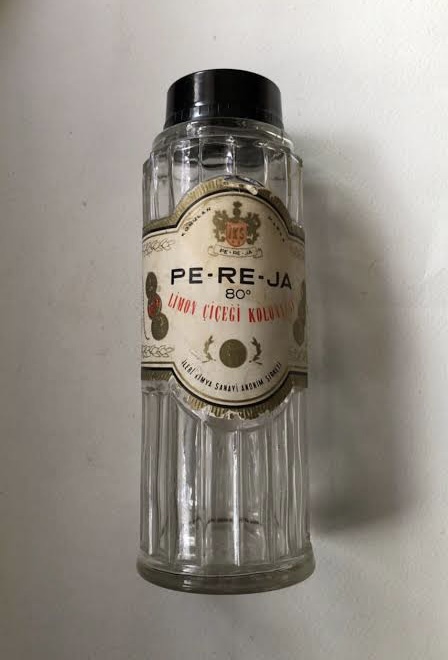 İKS
PE-RE-JA
PE-RE-JA
80°
LİMON ÇİÇEĞİ KOLONYASI
İLERİ KİMYA SANAYİ ANONİM ŞİRKETİ